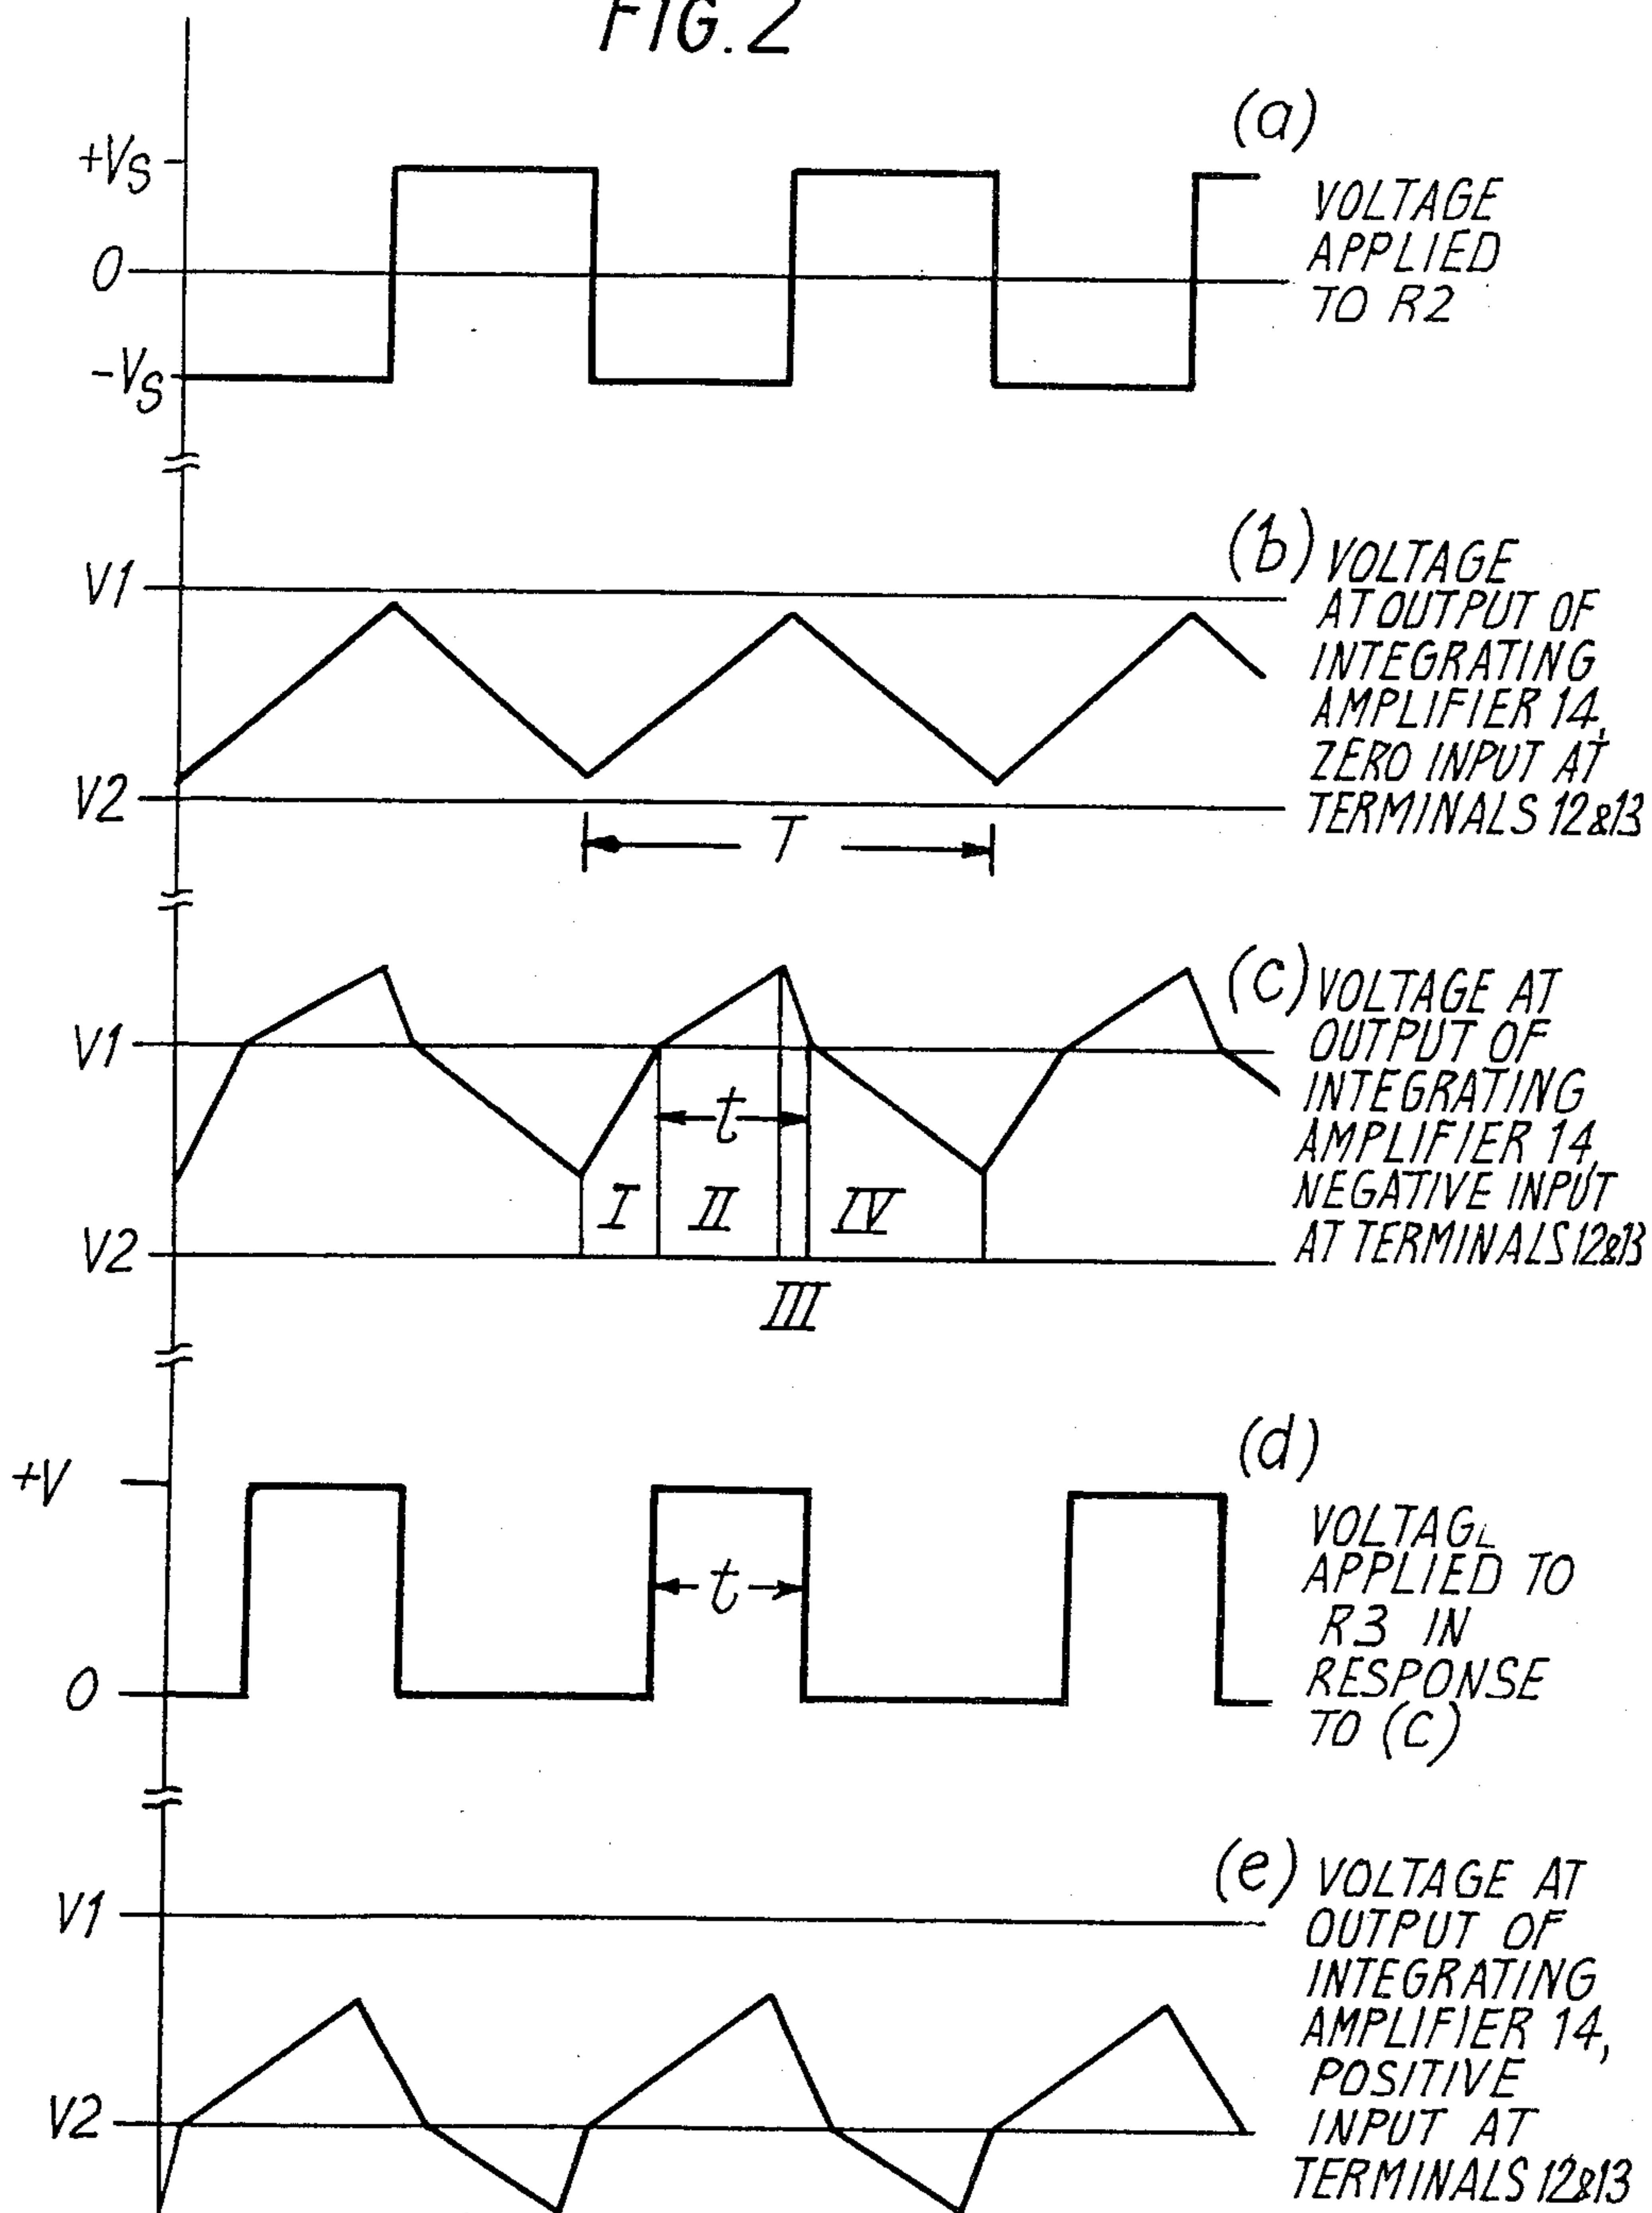 FIG. 2
(a)
+VS
0
-VS
VOLTAGE
APPLIED
TO R2
(b) VOLTAGE
AT OUTPUT OF
INTEGRATING
AMPLIFIER 14,
ZERO INPUT AT
TERMINALS 12&13
V1
V2
T
(c) VOLTAGE AT
OUTPUT OF
INTEGRATING
AMPLIFIER 14,
NEGATIVE INPUT
AT TERMINALS 12&13
V1
t
I II IV
V2
III
(d)
+V
VOLTAGE
APPLIED TO
R3 IN
RESPONSE
TO (C)
t
0
(e) VOLTAGE AT
OUTPUT OF
INTEGRATING
AMPLIFIER 14,
POSITIVE
INPUT AT
TERMINALS 12&13
V1
V2